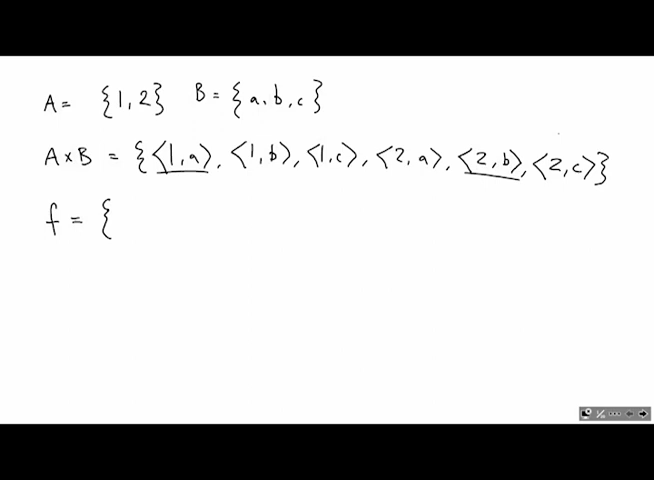 A = {1, 2} B = {a, b, c}
A × B = {⟨1, a⟩, ⟨1, b⟩, ⟨1, c⟩, ⟨2, a⟩, ⟨2, b⟩, ⟨2, c⟩}
f = {